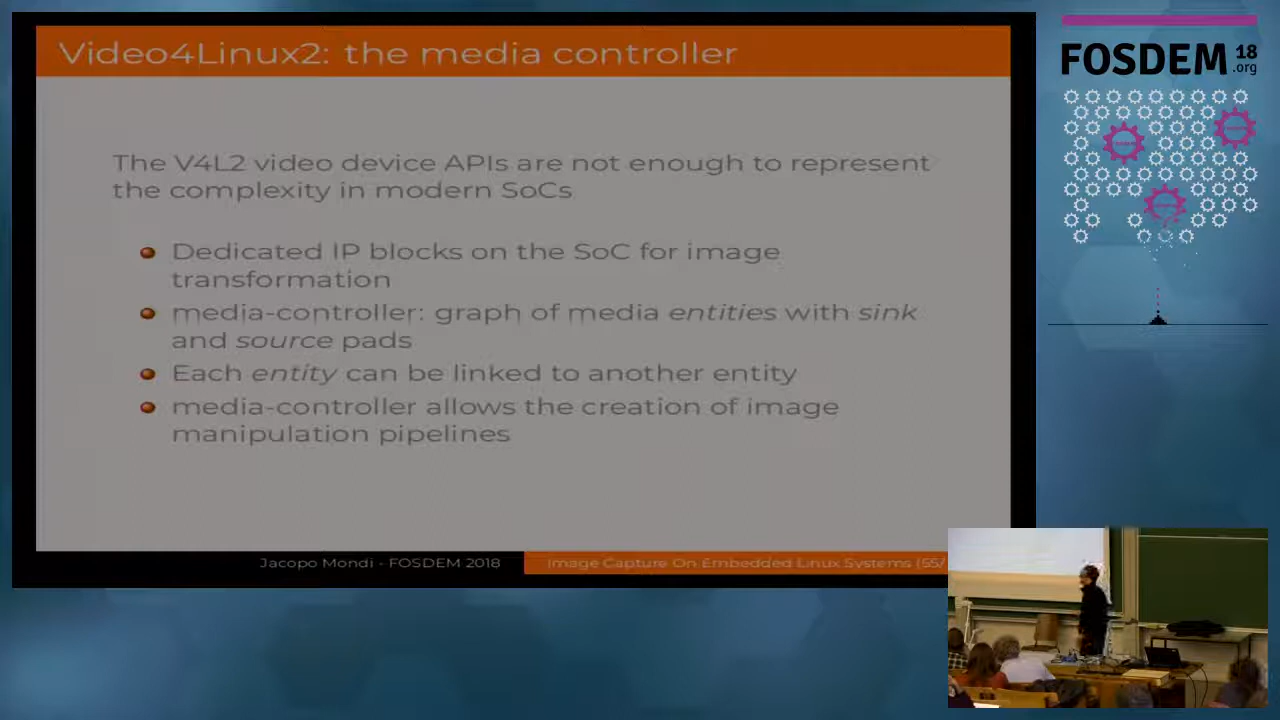 Video4Linux2: the media controller
FOSDEM 18
.org
The V4L2 video device APIs are not enough to represent
the complexity in modern SoCs
Dedicated IP blocks on the SoC for image
transformation
media-controller: graph of media entities with sink
and source pads
Each entity can be linked to another entity
media-controller allows the creation of image
manipulation pipelines
Jacopo Mondi - FOSDEM 2018
Image Capture On Embedded Linux Systems (55/